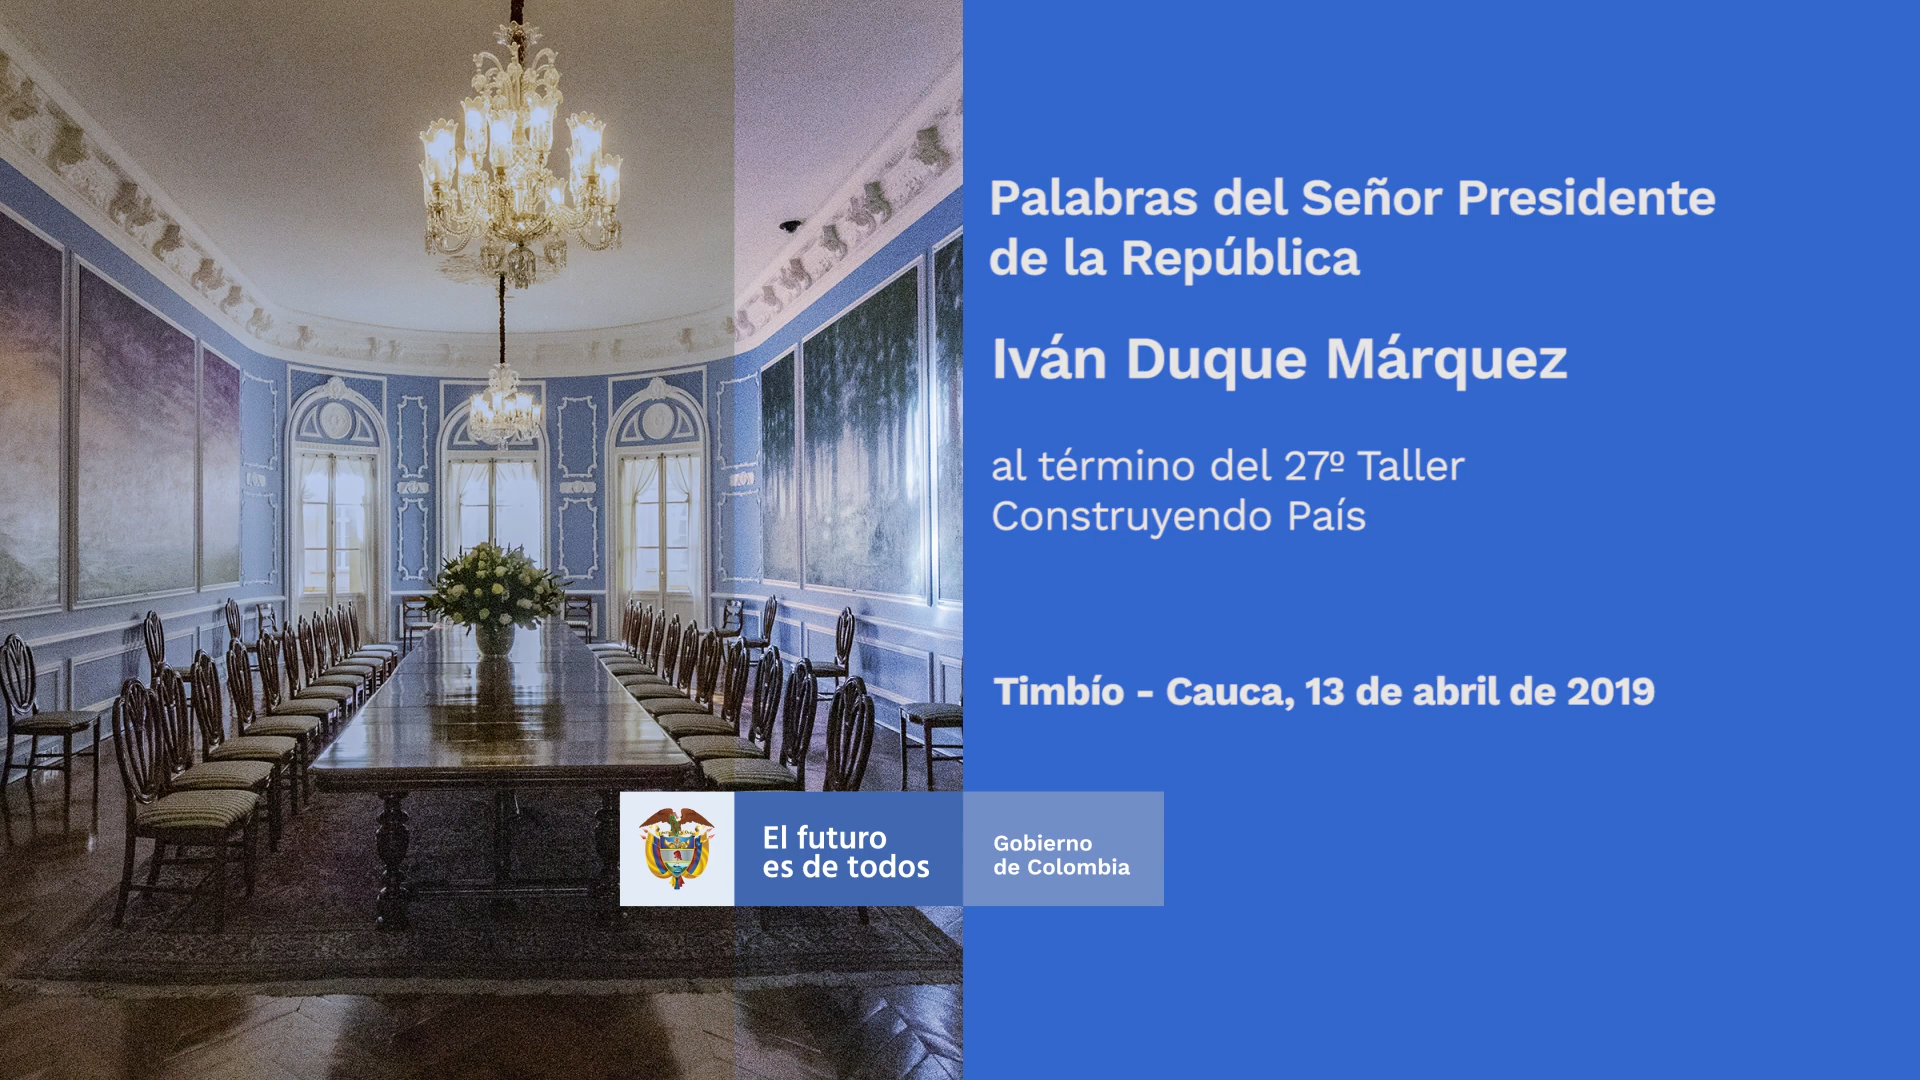 Palabras del Señor Presidente
de la República
Iván Duque Márquez
al término del 27º Taller
Construyendo País
Timbío - Cauca, 13 de abril de 2019
El futuro
es de todos
Gobierno
de Colombia